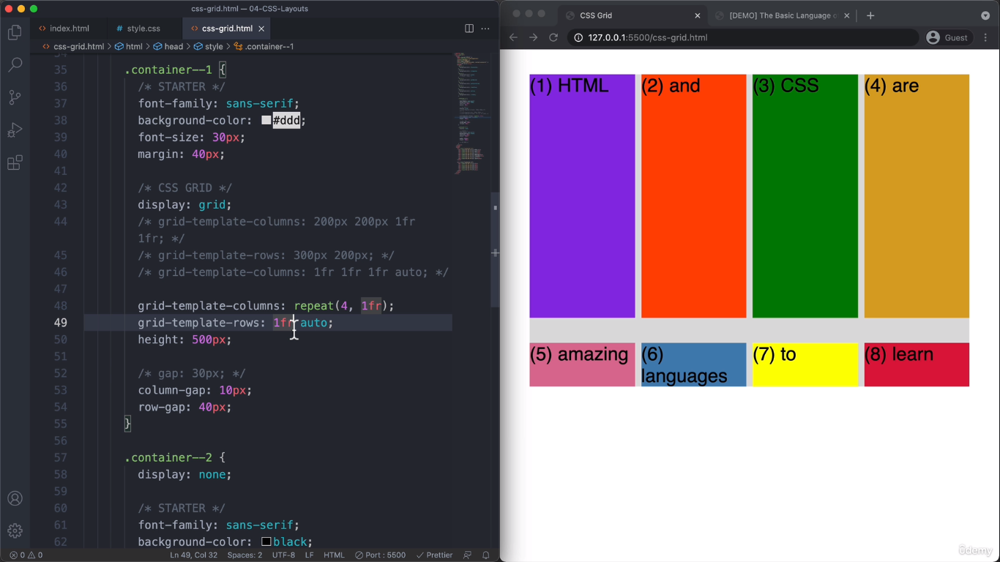 css-grid.html — 04-CSS-Layouts
index.html
# style.css
css-grid.html
css-grid.html > html > head > style > .container--1
34
35 .container--1 {
36 /* STARTER */
37 font-family: sans-serif;
38 background-color: #ddd;
39 font-size: 30px;
40 margin: 40px;
41
42 /* CSS GRID */
43 display: grid;
44 /* grid-template-columns: 200px 200px 1fr
1fr; */
45 /* grid-template-rows: 300px 200px; */
46 /* grid-template-columns: 1fr 1fr 1fr auto; */
47
48 grid-template-columns: repeat(4, 1fr);
49 grid-template-rows: 1fr auto;
50 height: 500px;
51
52 /* gap: 30px; */
53 column-gap: 10px;
54 row-gap: 40px;
55 }
56
57 .container--2 {
58 display: none;
59
60 /* STARTER */
61 font-family: sans-serif;
62 background-color: black;
0 0 Ln 49, Col 32 Spaces: 2 UTF-8 LF HTML Port : 5500 Prettier
CSS Grid
[DEMO] The Basic Language o
127.0.0.1:5500/css-grid.html
Guest
(1) HTML
(2) and
(3) CSS
(4) are
(5) amazing
(6)
languages
(7) to
(8) learn
ûdemy